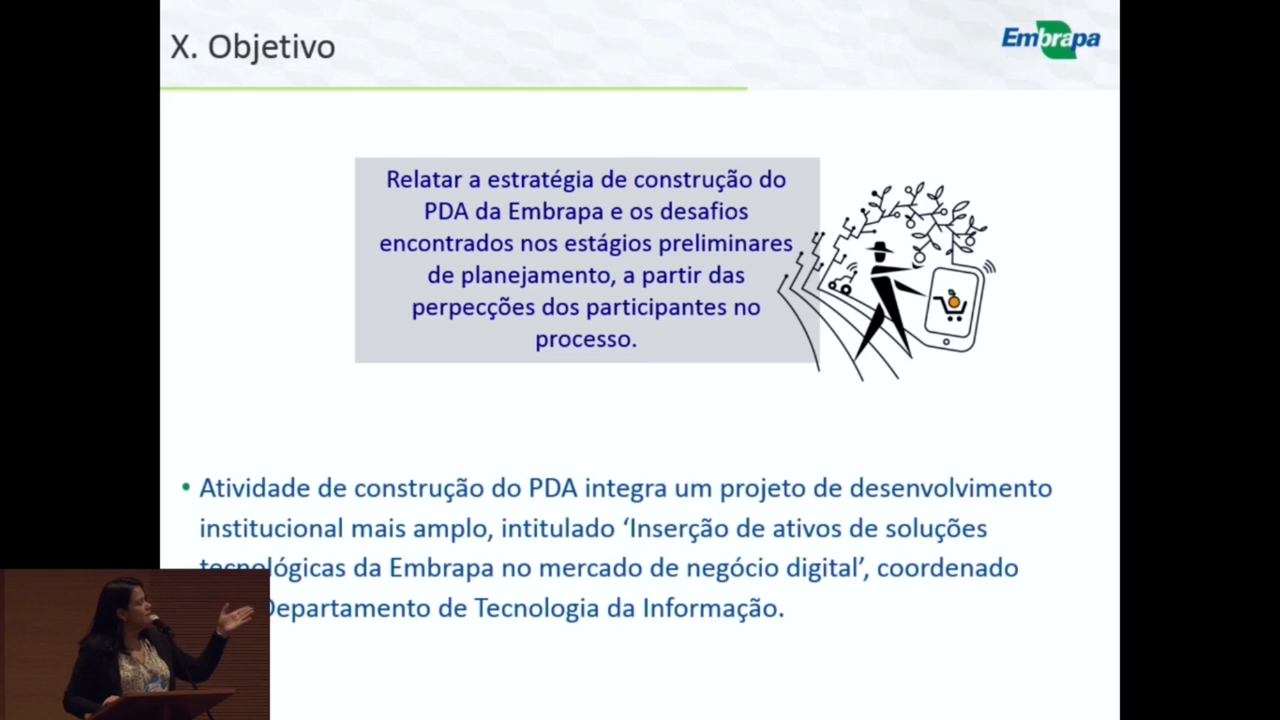 X. Objetivo
Embrapa
Relatar a estratégia de construção do
PDA da Embrapa e os desafios
encontrados nos estágios preliminares
de planejamento, a partir das
perpecções dos participantes no
processo.
• Atividade de construção do PDA integra um projeto de desenvolvimento
institucional mais amplo, intitulado ‘Inserção de ativos de soluções
tecnológicas da Embrapa no mercado de negócio digital’, coordenado
Departamento de Tecnologia da Informação.